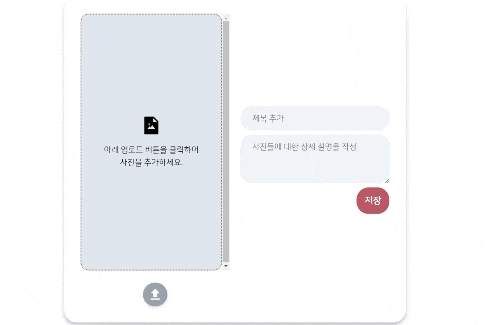 아래 업로드 버튼을 클릭하여
사진을 추가하세요.
제목 추가
사진들에 대한 상세 설명을 작성
저장